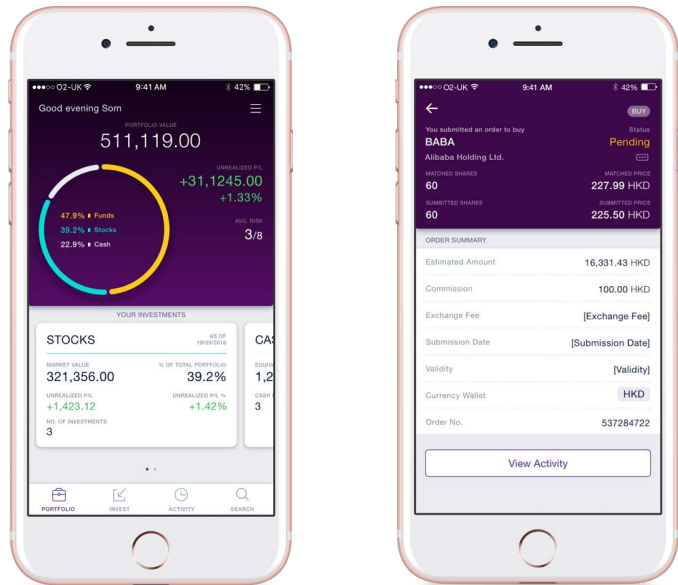 ●●●○○ O2-UK 9:41 AM 42%
Good evening Som
PORTFOLIO VALUE
511,119.00
UNREALIZED P/L
+31,1245.00
+1.33%
47.9% Funds
39.2% Stocks
22.9% Cash
AVG. RISK
3/8
YOUR INVESTMENTS
STOCKS
AS OF
19/09/2018
MARKET VALUE % OF TOTAL PORTFOLIO
321,356.00 39.2%
UNREALIZED P/L UNREALIZED P/L %
+1,423.12 +1.42%
NO. OF INVESTMENTS
3
CA
EQUIV
1,2
CASH
3
PORTFOLIO INVEST ACTIVITY SEARCH
●●●○○ O2-UK 9:41 AM 42%
BUY
You submitted an order to buy Status
BABA Pending
Alibaba Holding Ltd.
MATCHED SHARES MATCHED PRICE
60 227.99 HKD
SUMBITTED SHARES SUBMITTED PRICE
60 225.50 HKD
ORDER SUMMARY
Estimated Amount 16,331.43 HKD
Commission 100.00 HKD
Exchange Fee [Exchange Fee]
Submission Date [Submission Date]
Validity [Validity]
Currency Wallet HKD
Order No. 537284722
View Activity